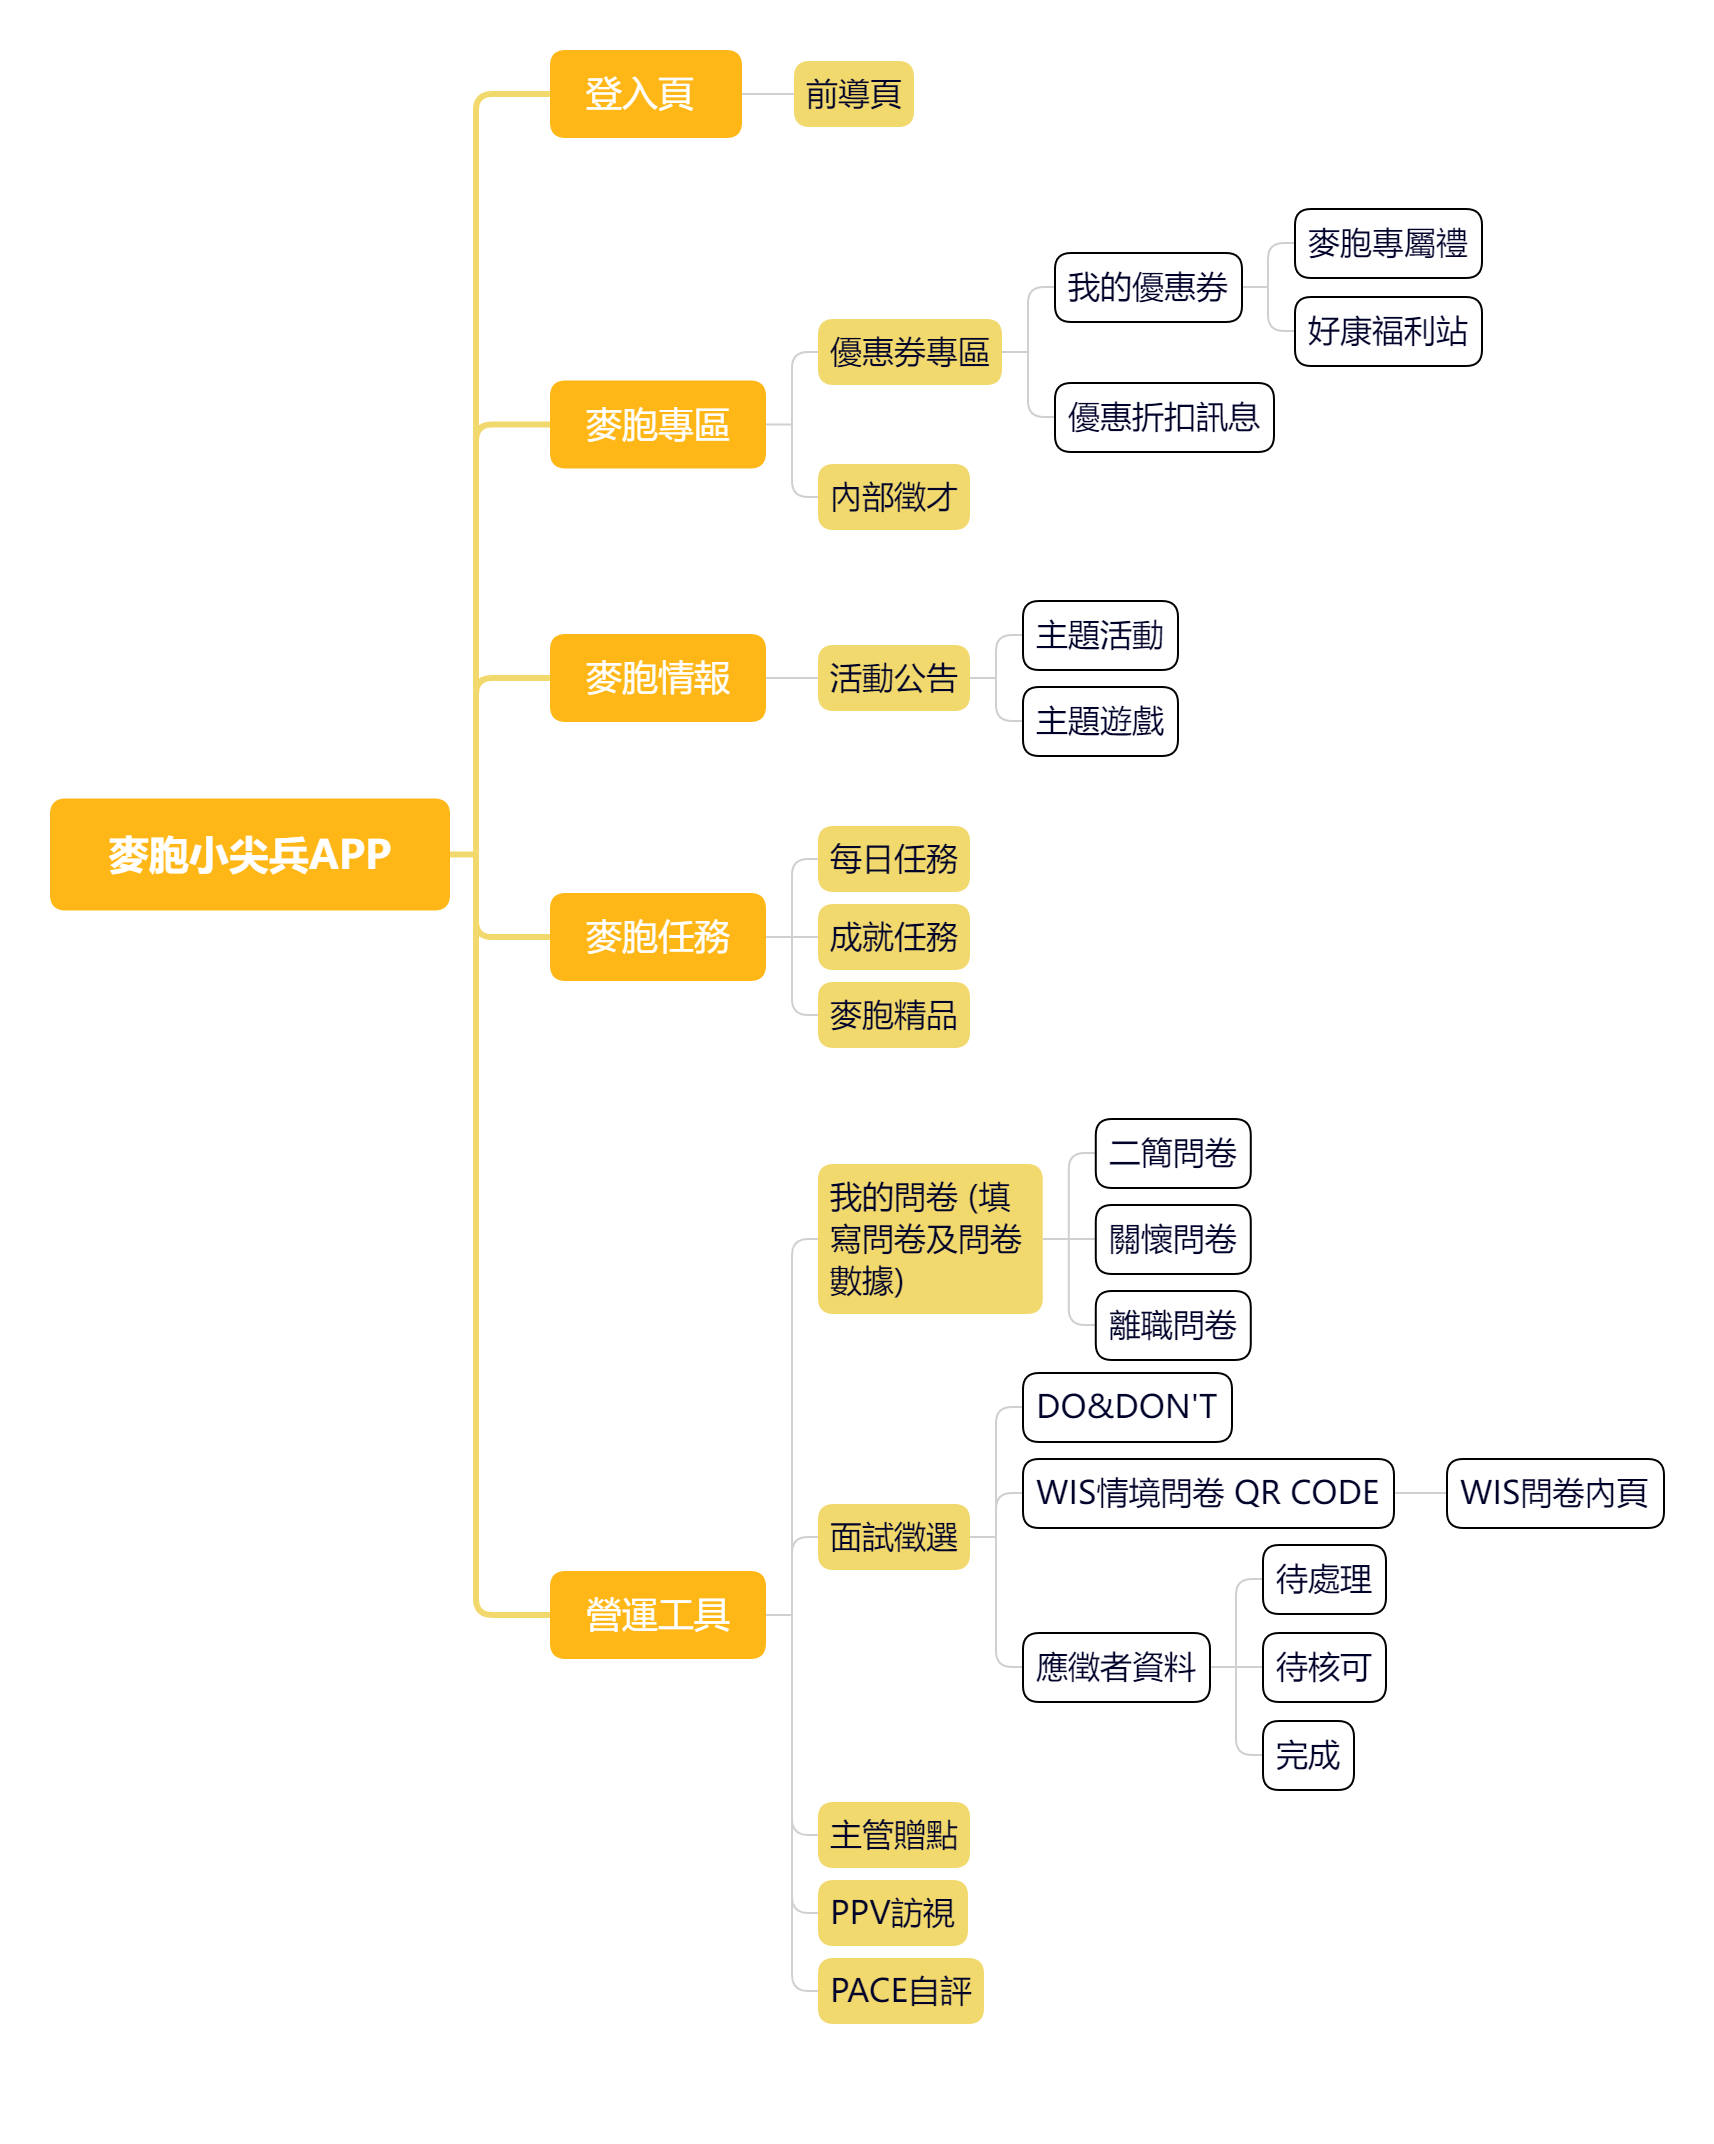 麥胞小尖兵APP
登入頁
前導頁
麥胞專區
優惠券專區
我的優惠券
麥胞專屬禮
好康福利站
優惠折扣訊息
內部徵才
麥胞情報
活動公告
主題活動
主題遊戲
麥胞任務
每日任務
成就任務
麥胞精品
營運工具
我的問卷 (填
寫問卷及問卷
數據)
二簡問卷
關懷問卷
離職問卷
面試徵選
DO&DON'T
WIS情境問卷 QR CODE
WIS問卷內頁
應徵者資料
待處理
待核可
完成
主管贈點
PPV訪視
PACE自評